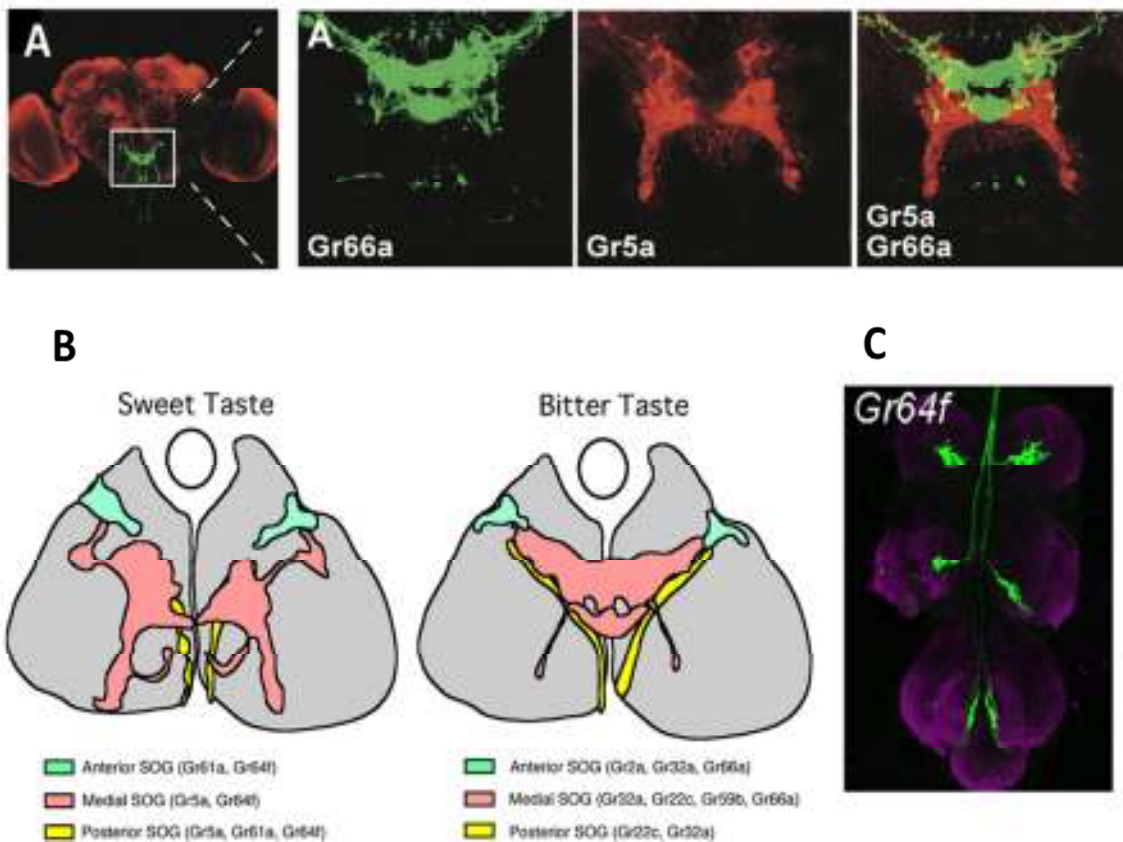 A
A
Gr66a
Gr5a
Gr5a
Gr66a
B
C
Sweet Taste
Bitter Taste
Gr64f
Anterior SOG (Gr61a, Gr64f)
Medial SOG (Gr5a, Gr64f)
Posterior SOG (Gr5a, Gr61a, Gr64f)
Anterior SOG (Gr2a, Gr32a, Gr66a)
Medial SOG (Gr32a, Gr22c, Gr59b, Gr66a)
Posterior SOG (Gr22c, Gr32a)